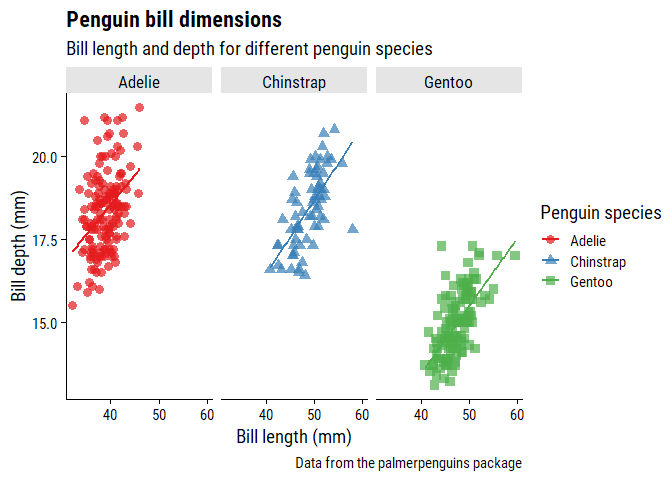 Penguin bill dimensions
Bill length and depth for different penguin species
Adelie Chinstrap Gentoo
20.0
17.5
15.0
Bill depth (mm)
40 50 60 40 50 60 40 50 60
Bill length (mm)
Penguin species
Adelie
Chinstrap
Gentoo
Data from the palmerpenguins package